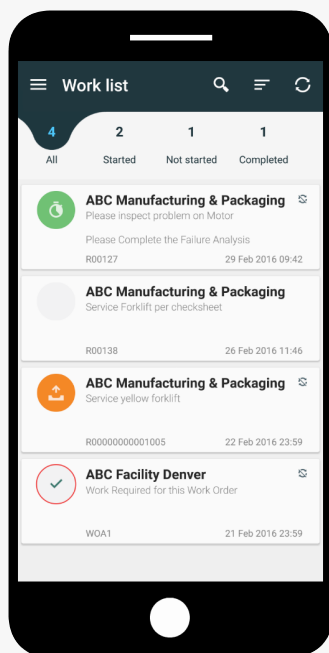 Work list
4 2 1 1
All Started Not started Completed
ABC Manufacturing & Packaging
Please inspect problem on Motor
Please Complete the Failure Analysis
R00127 29 Feb 2016 09:42
ABC Manufacturing & Packaging
Service Forklift per checksheet
R00138 26 Feb 2016 11:46
ABC Manufacturing & Packaging
Service yellow forklift
R00000000001005 22 Feb 2016 23:59
ABC Facility Denver
Work Required for this Work Order
WOA1 21 Feb 2016 23:59